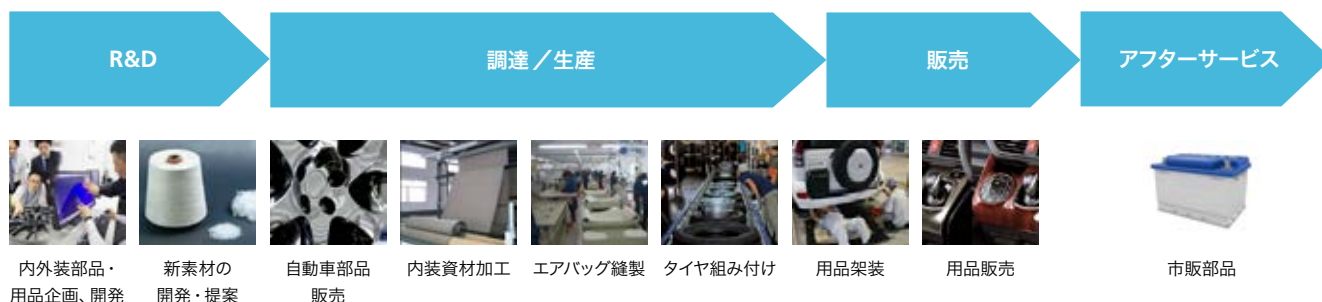 R&D
調達／生産
販売
アフターサービス
内外装部品・
用品企画、開発
新素材の
開発・提案
自動車部品
販売
内装資材加工
エアバッグ縫製
タイヤ組み付け
用品架装
用品販売
市販部品